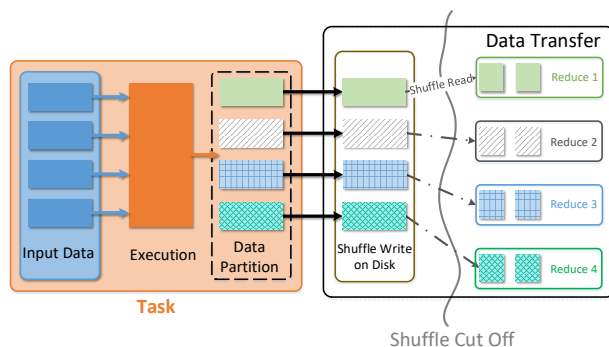 Data Transfer
Shuffle Read
Reduce 1
Reduce 2
Reduce 3
Reduce 4
Input Data
Execution
Data
Partition
Shuffle Write
on Disk
Task
Shuffle Cut Off